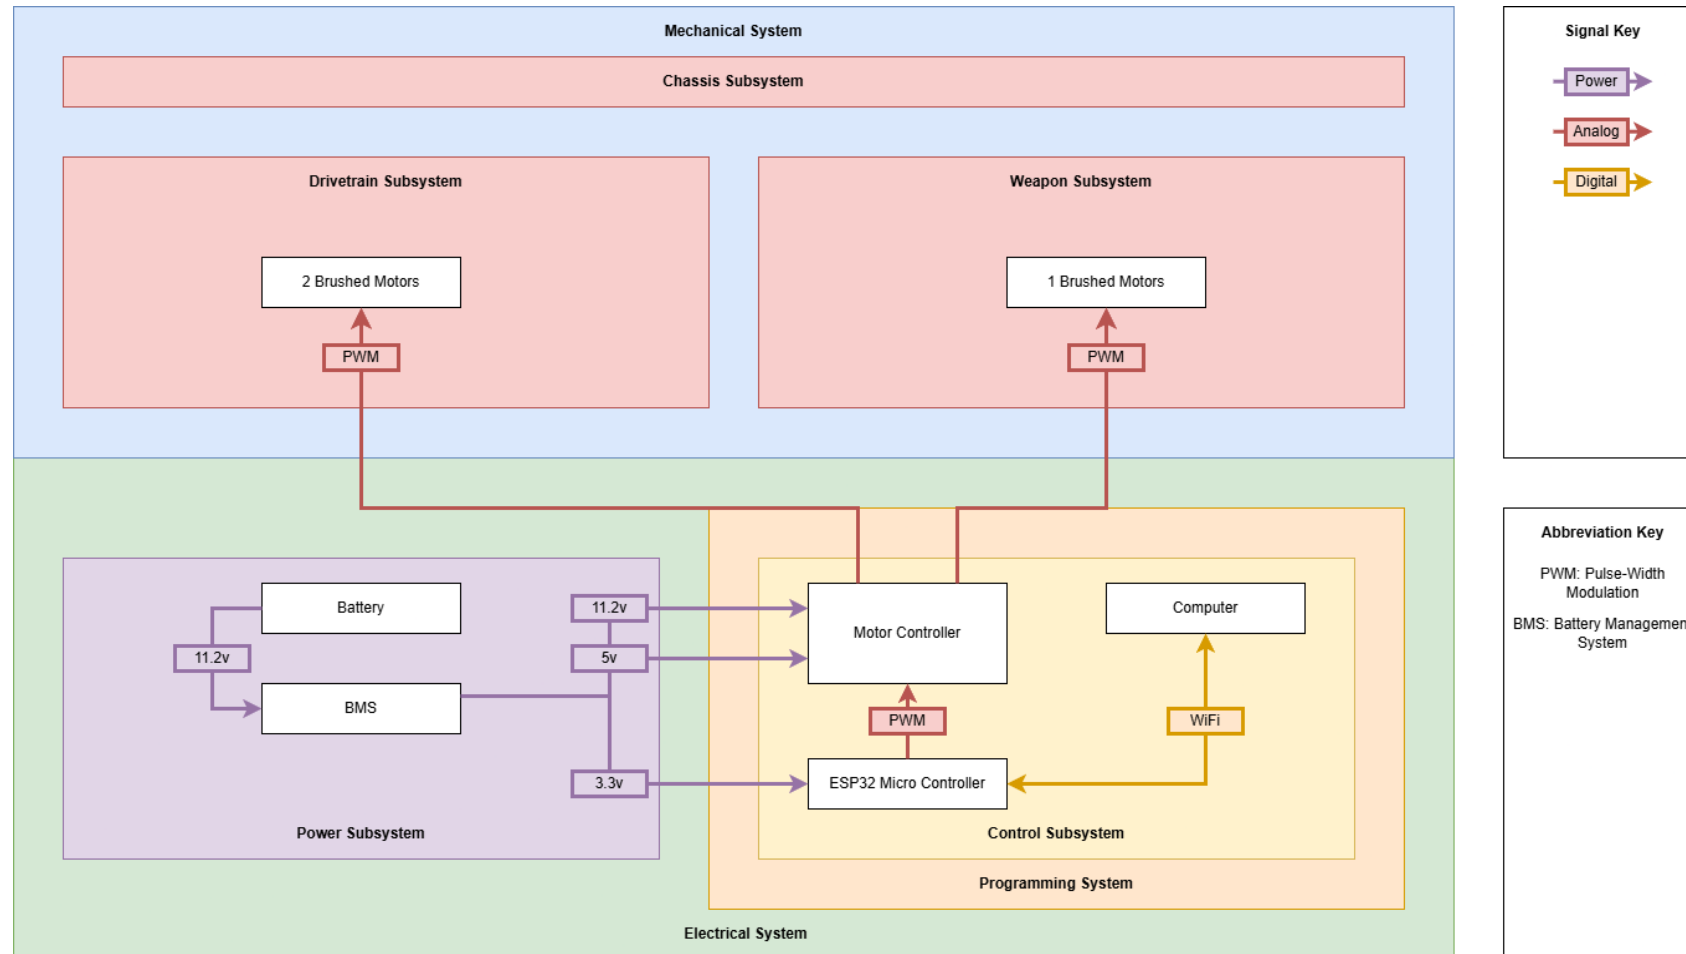 Mechanical System
Chassis Subsystem
Drivetrain Subsystem
Weapon Subsystem
2 Brushed Motors
1 Brushed Motors
PWM
PWM
Battery
11.2v
BMS
11.2v
5v
3.3v
Power Subsystem
Motor Controller
Computer
PWM
WiFi
ESP32 Micro Controller
Control Subsystem
Programming System
Electrical System
Signal Key
Power
Analog
Digital
Abbreviation Key
PWM: Pulse-Width
Modulation
BMS: Battery Managemen
System